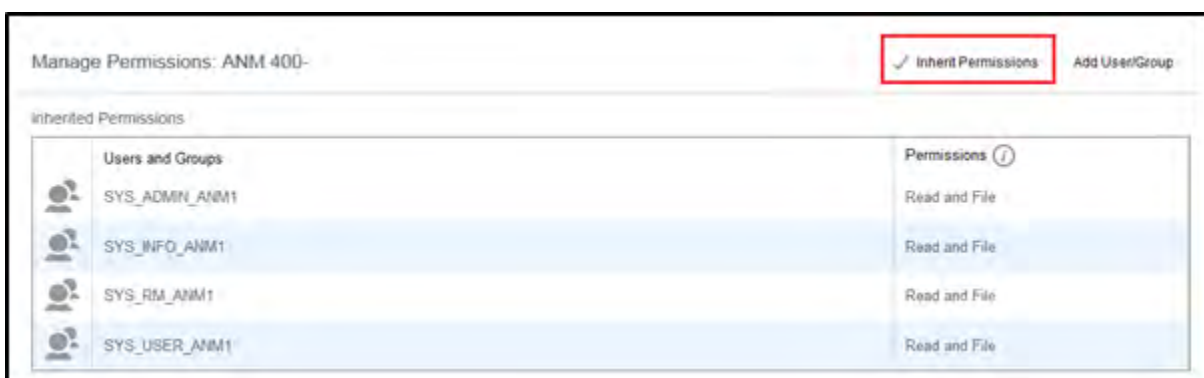 Manage Permissions: ANM 400-
Inherit Permissions
Add User/Group
Inherited Permissions
Users and Groups
Permissions
SYS_ADMIN_ANM1
Read and File
SYS_INFO_ANM1
Read and File
SYS_RM_ANM1
Read and File
SYS_USER_ANM1
Read and File